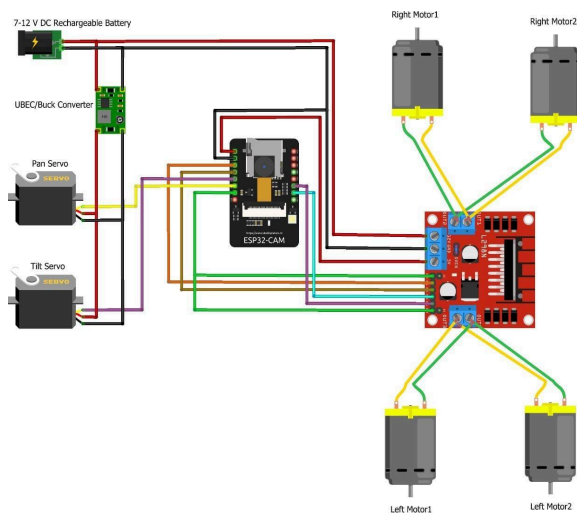 7-12 V DC Rechargeable Battery
Right Motor1
Right Motor2
UBEC/Buck Converter
Pan Servo
SERVO
ESP32-CAM
L298N
Tilt Servo
SERVO
Left Motor1
Left Motor2